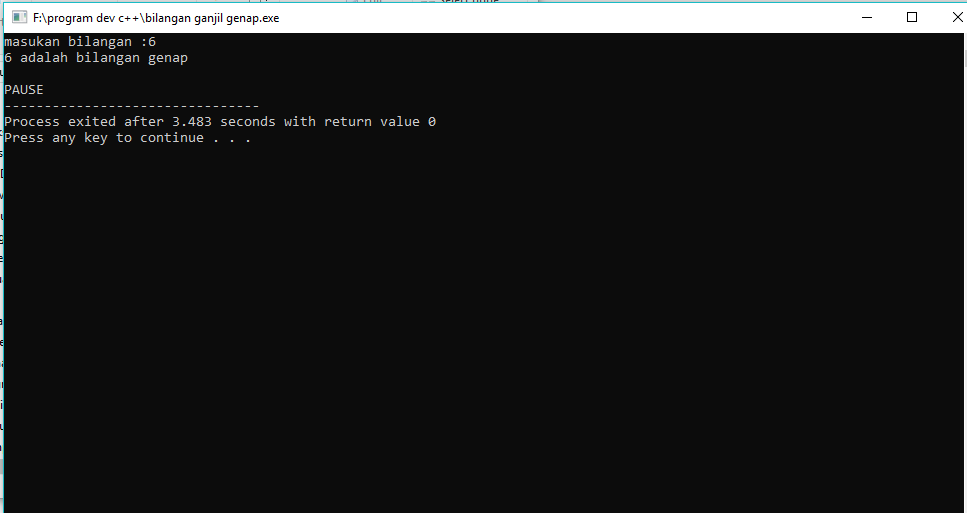 F:\program dev c++\bilangan ganjil genap.exe
masukan bilangan :6
6 adalah bilangan genap
PAUSE
--------------------------------
Process exited after 3.483 seconds with return value 0
Press any key to continue . . .